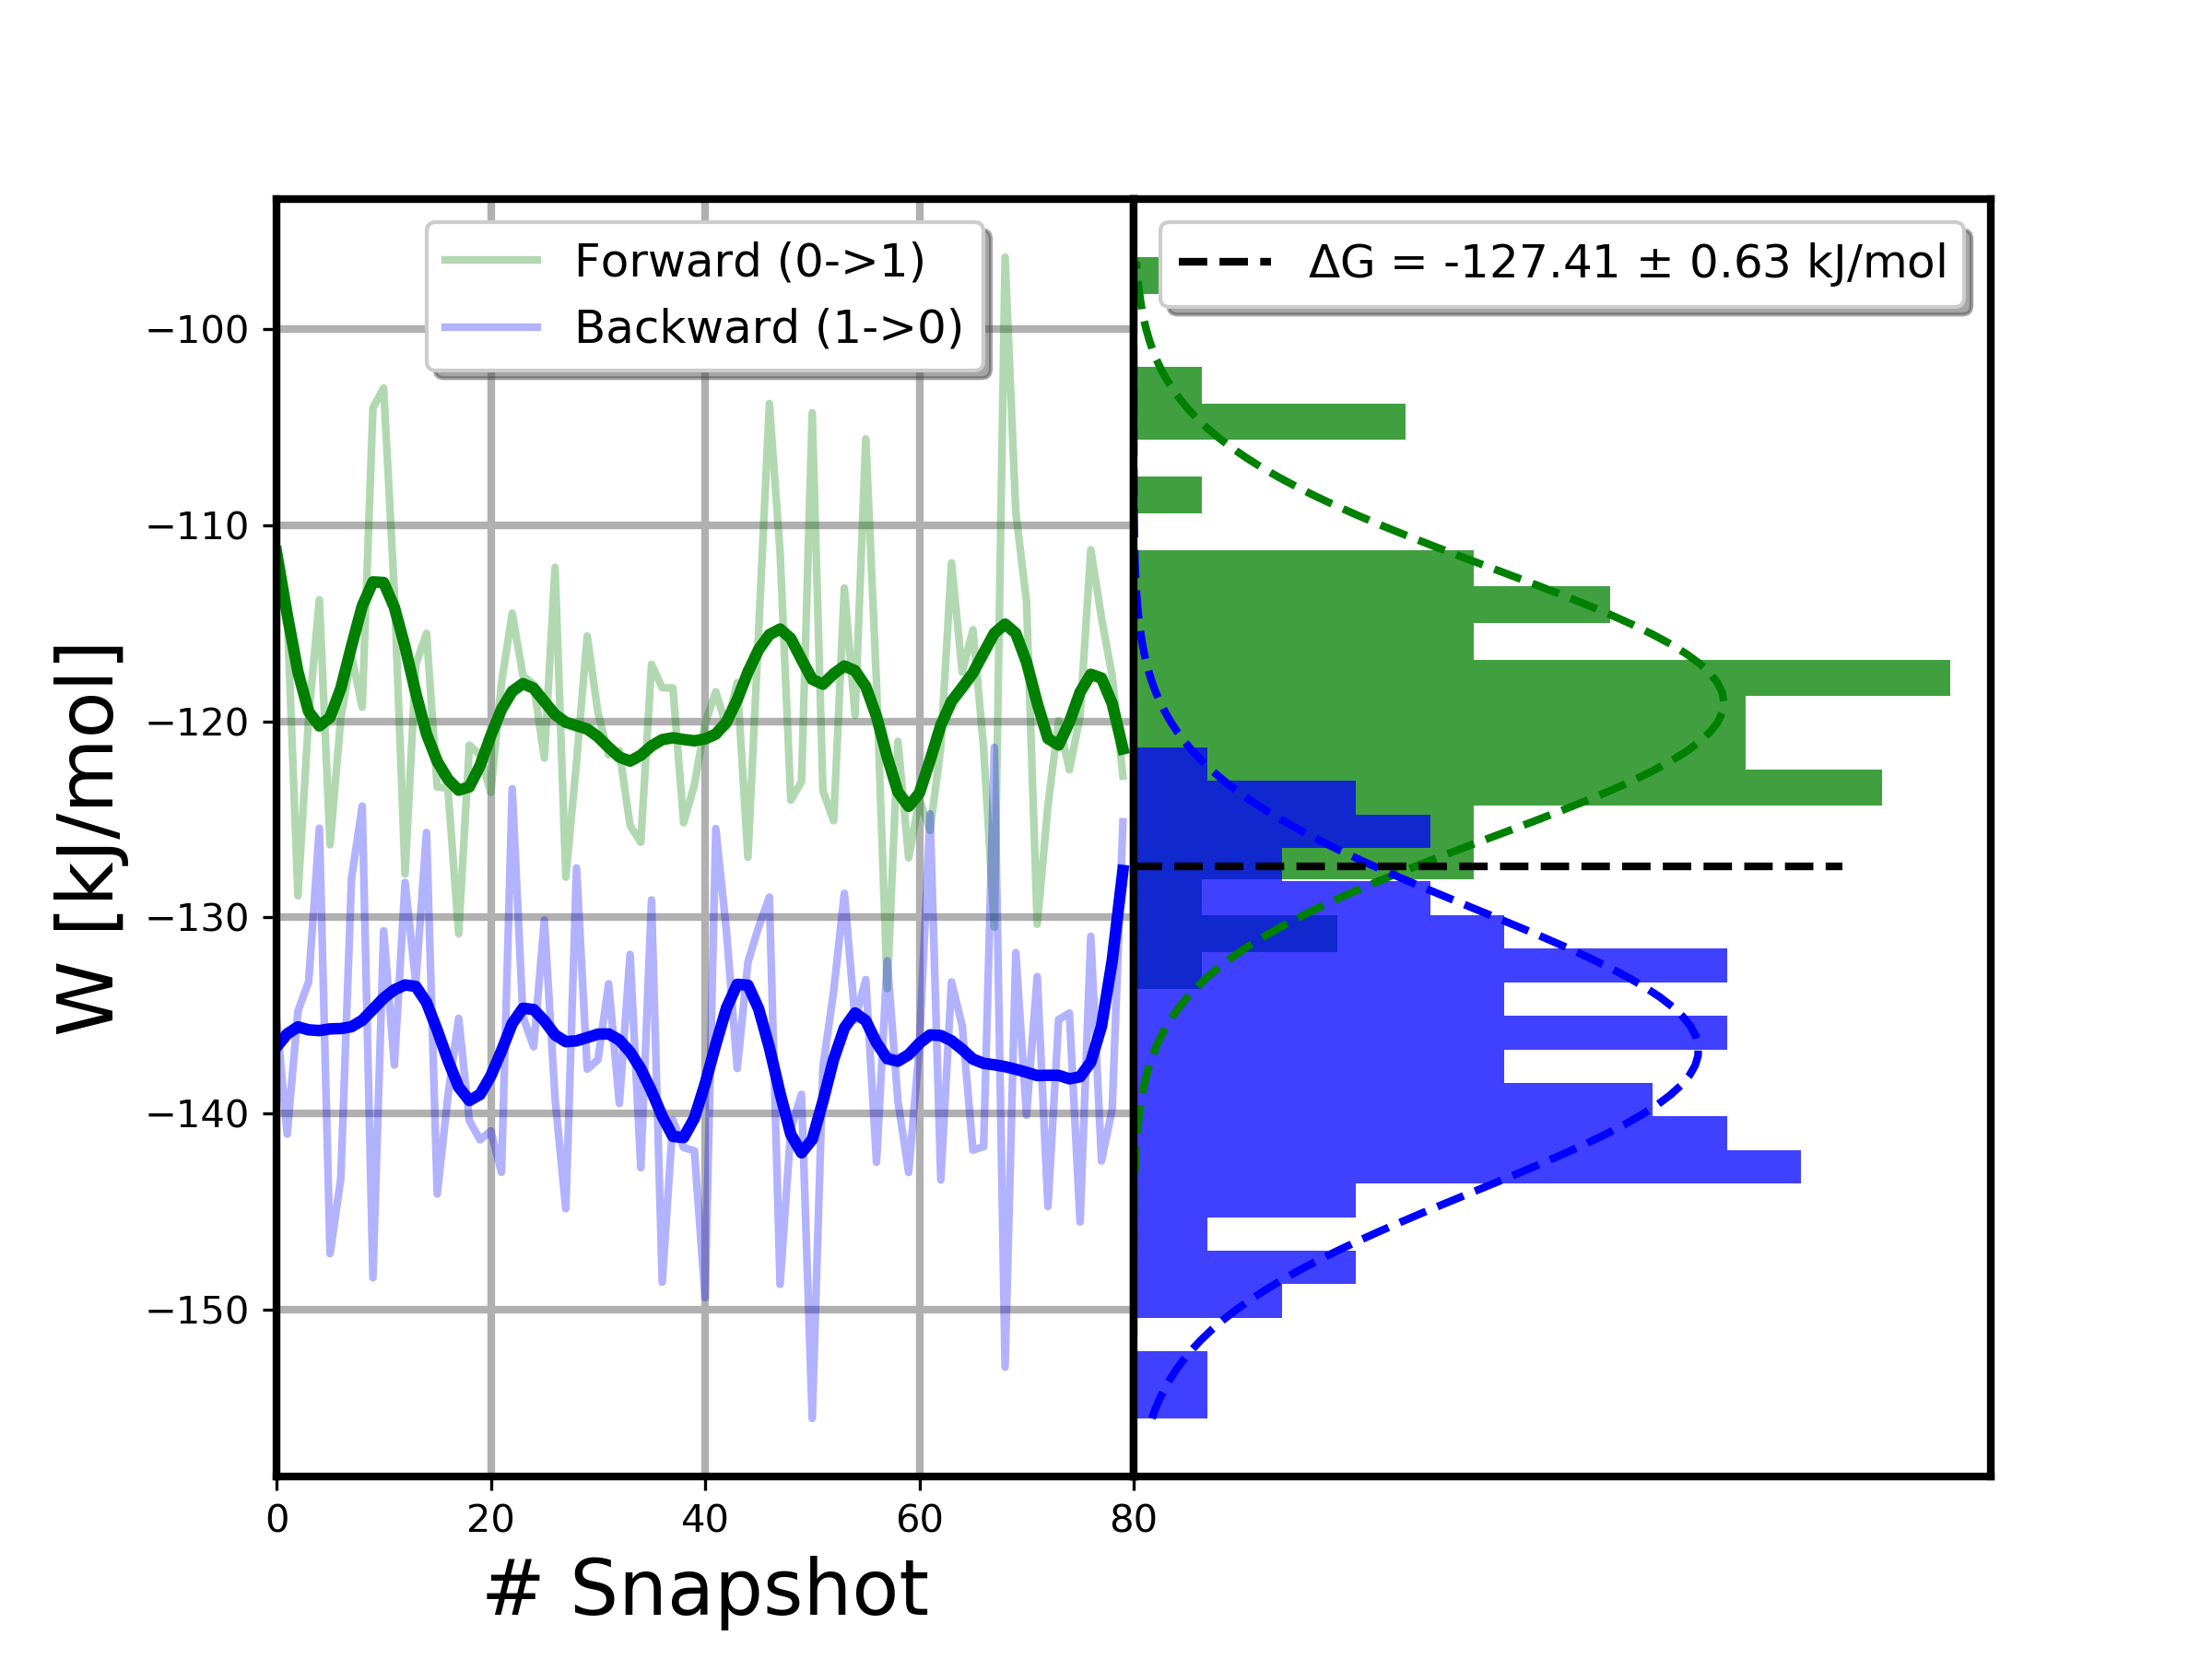 Forward (0->1)
Backward (1->0)
ΔG = -127.41 ± 0.63 kJ/mol
−100
−110
−120
−130
−140
−150
W [kJ/mol]
0 20 40 60 80
# Snapshot